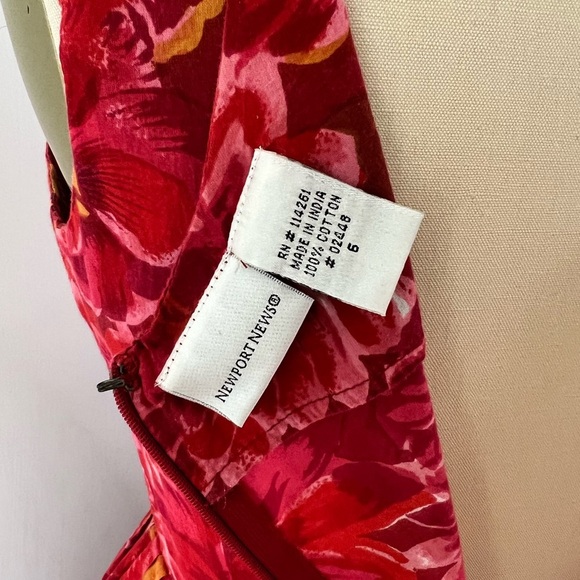 RN # 114261
MADE IN INDIA
100% COTTON
# 02448
6
NEWPORT NEWS®